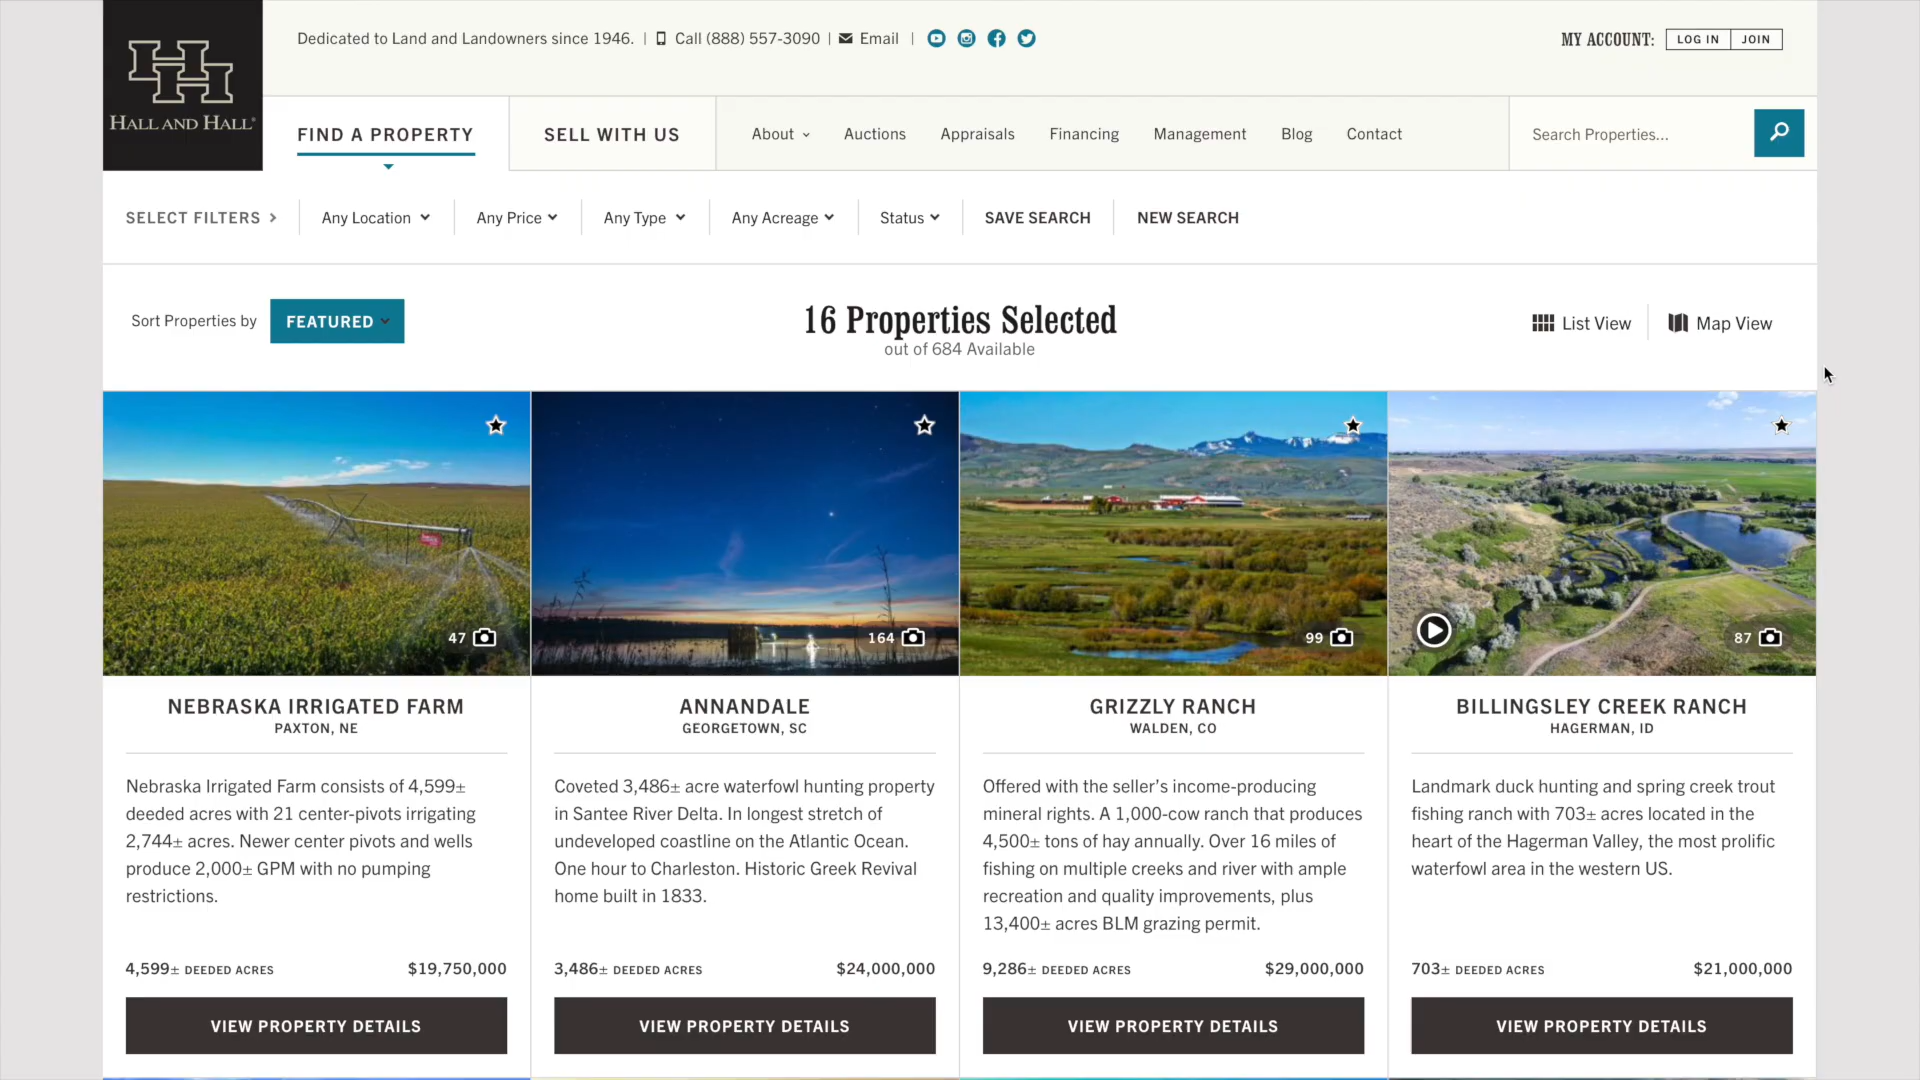 HALL AND HALL®
Dedicated to Land and Landowners since 1946. | Call (888) 557-3090 | Email |
MY ACCOUNT: LOG IN JOIN
FIND A PROPERTY
SELL WITH US
About Auctions Appraisals Financing Management Blog Contact
Search Properties...
SELECT FILTERS Any Location Any Price Any Type Any Acreage Status SAVE SEARCH NEW SEARCH
Sort Properties by FEATURED
16 Properties Selected
out of 684 Available
List View Map View
47
NEBRASKA IRRIGATED FARM
PAXTON, NE
Nebraska Irrigated Farm consists of 4,599±
deeded acres with 21 center-pivots irrigating
2,744± acres. Newer center pivots and wells
produce 2,000± GPM with no pumping
restrictions.
4,599± DEEDED ACRES $19,750,000
VIEW PROPERTY DETAILS
164
ANNANDALE
GEORGETOWN, SC
Coveted 3,486± acre waterfowl hunting property
in Santee River Delta. In longest stretch of
undeveloped coastline on the Atlantic Ocean.
One hour to Charleston. Historic Greek Revival
home built in 1833.
3,486± DEEDED ACRES $24,000,000
VIEW PROPERTY DETAILS
99
GRIZZLY RANCH
WALDEN, CO
Offered with the seller’s income-producing
mineral rights. A 1,000-cow ranch that produces
4,500± tons of hay annually. Over 16 miles of
fishing on multiple creeks and river with ample
recreation and quality improvements, plus
13,400± acres BLM grazing permit.
9,286± DEEDED ACRES $29,000,000
VIEW PROPERTY DETAILS
87
BILLINGSLEY CREEK RANCH
HAGERMAN, ID
Landmark duck hunting and spring creek trout
fishing ranch with 703± acres located in the
heart of the Hagerman Valley, the most prolific
waterfowl area in the western US.
703± DEEDED ACRES $21,000,000
VIEW PROPERTY DETAILS